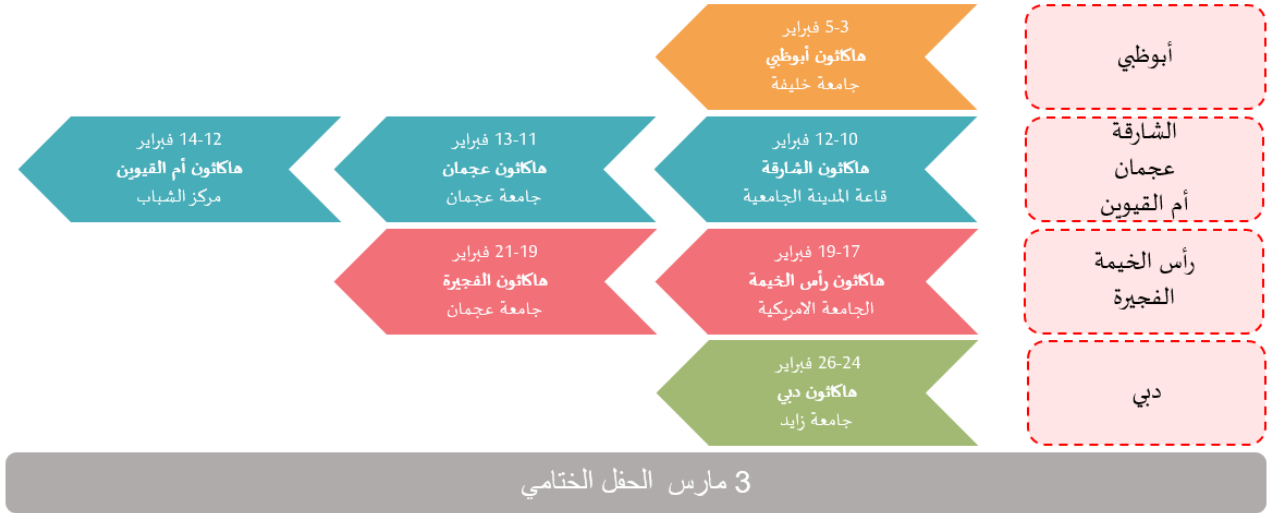 أبوظبي
3-5 فبراير
هاكاثون أبوظبي
جامعة خليفة
الشارقة
عجمان
أم القيوين
10-12 فبراير
هاكاثون الشارقة
قاعة المدينة الجامعية
11-13 فبراير
هاكاثون عجمان
جامعة عجمان
12-14 فبراير
هاكاثون أم القيوين
مركز الشباب
رأس الخيمة
الفجيرة
17-19 فبراير
هاكاثون رأس الخيمة
الجامعة الامريكية
19-21 فبراير
هاكاثون الفجيرة
جامعة عجمان
دبي
24-26 فبراير
هاكاثون دبي
جامعة زايد
3 مارس الحفل الختامي